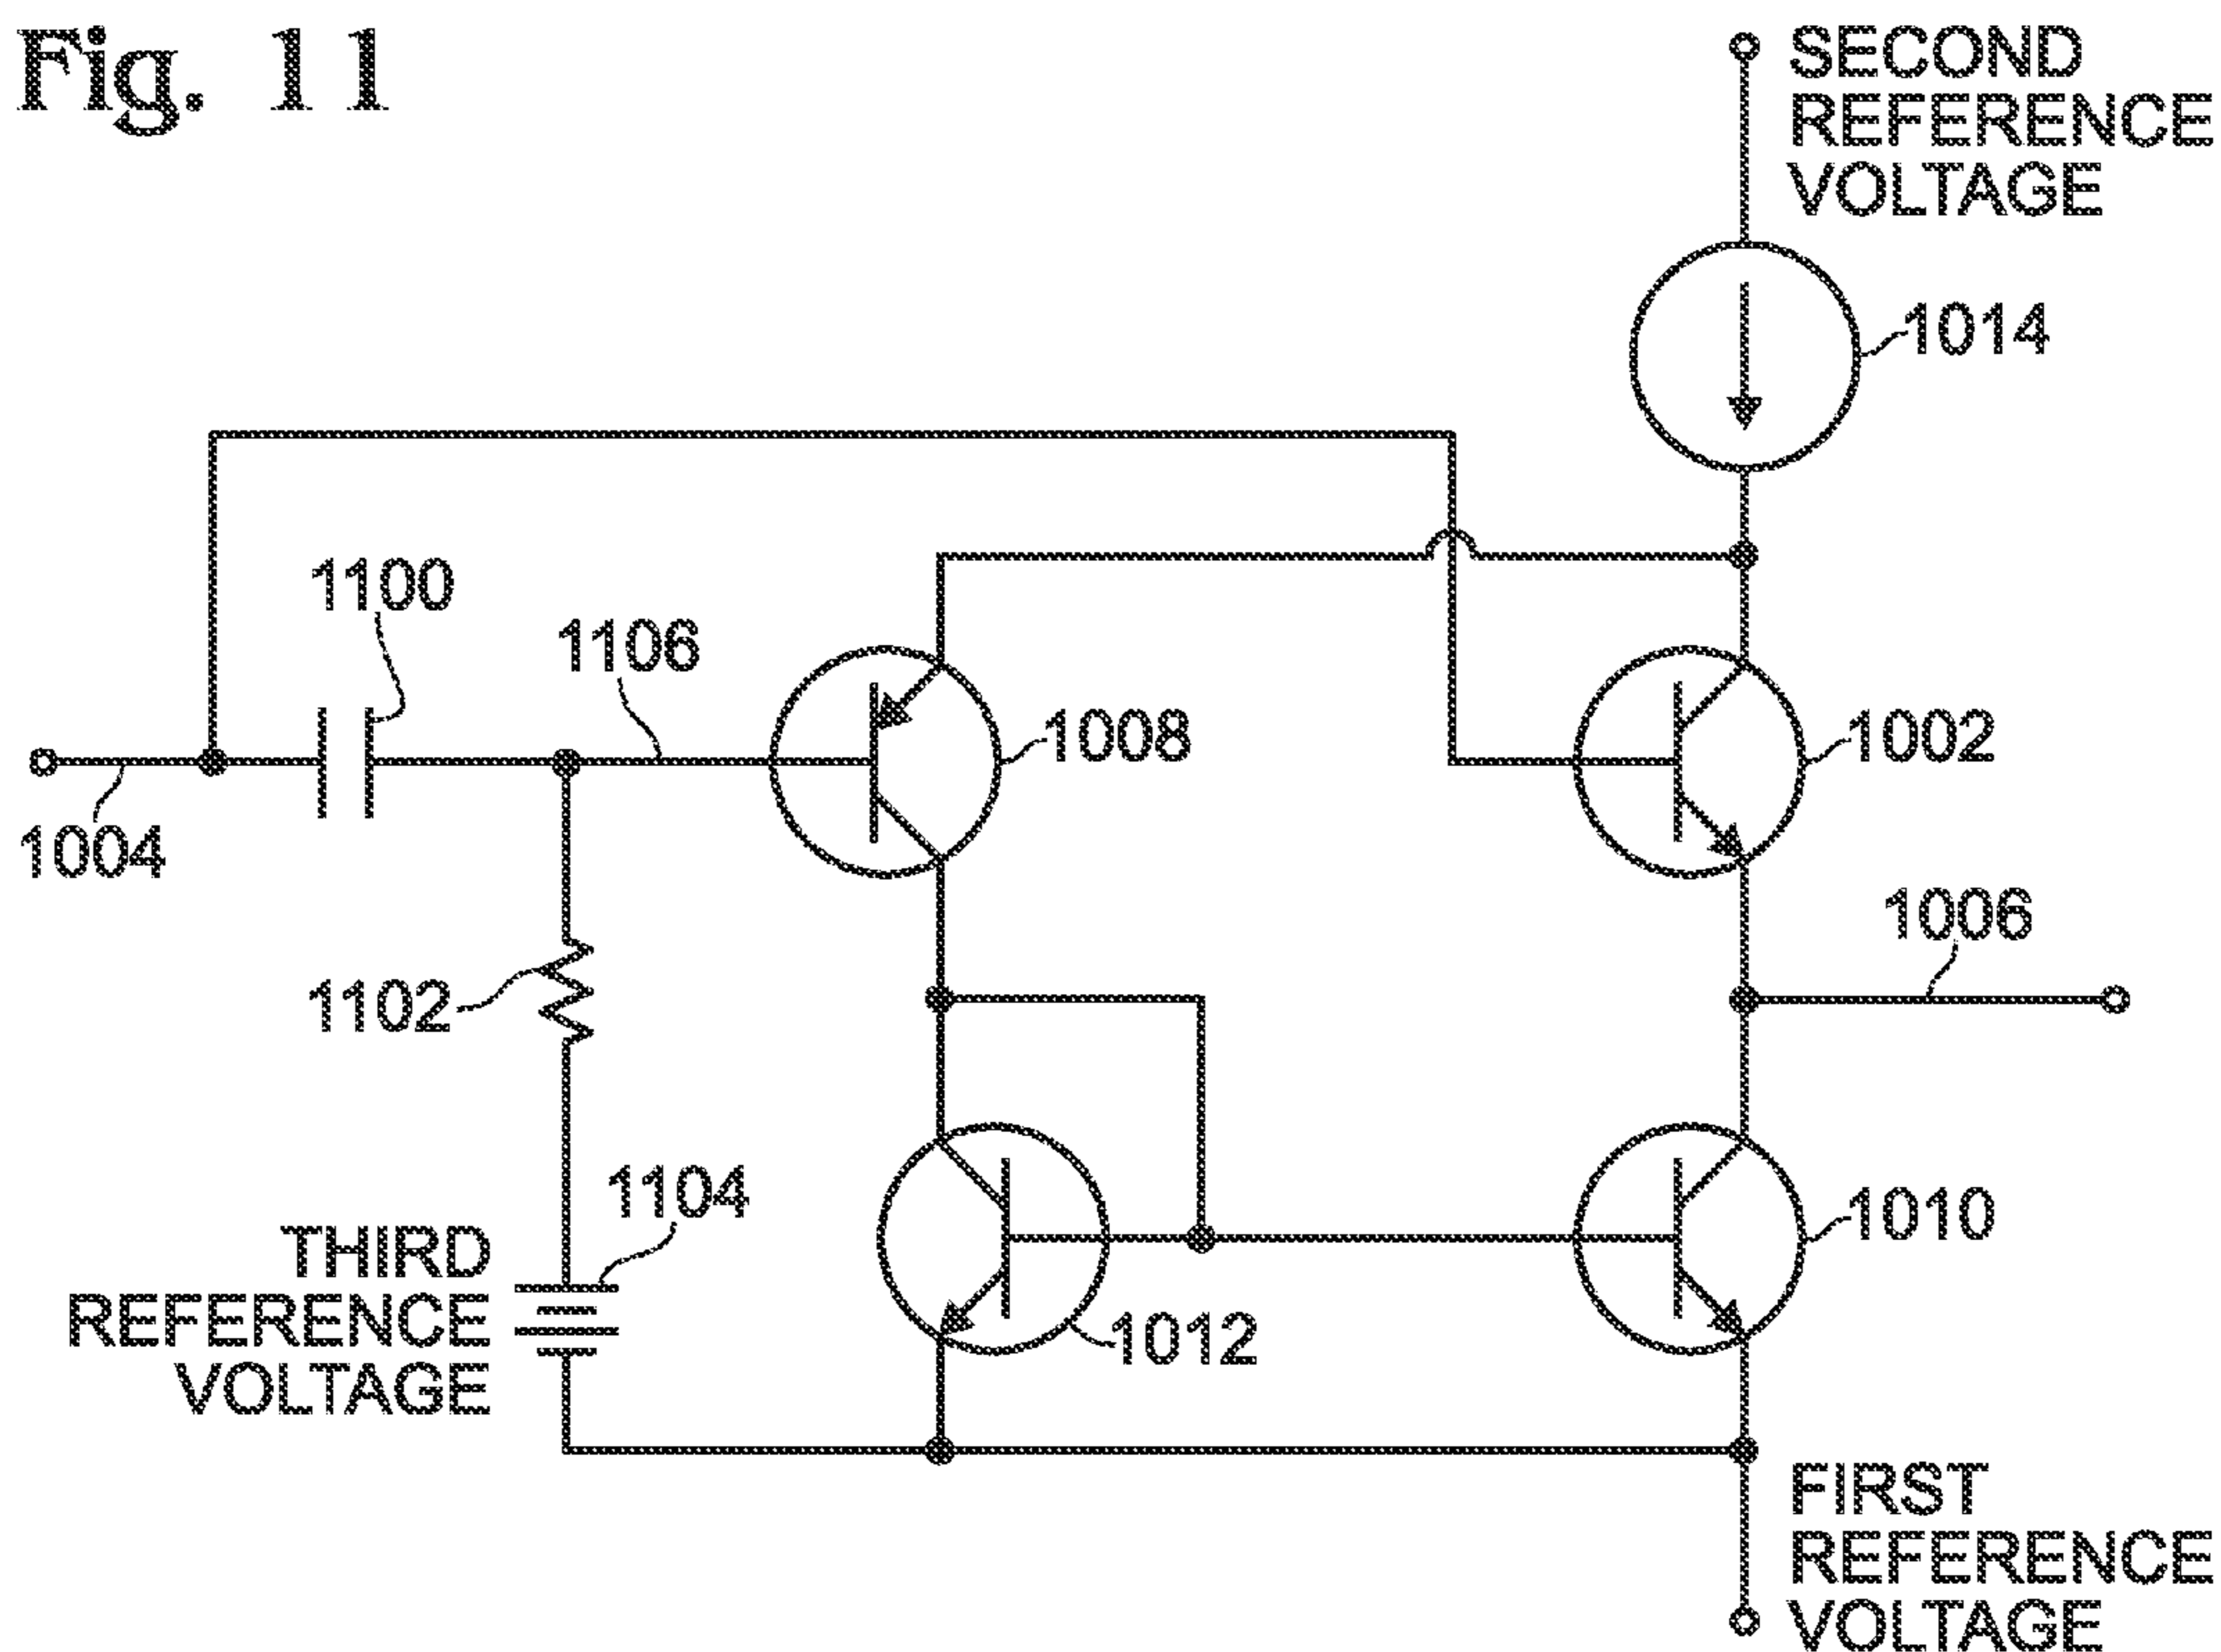 Fig. 11
SECOND
REFERENCE
VOLTAGE
1014
1100
1106
1008
1002
1004
1006
1102
1104
1010
THIRD
REFERENCE
VOLTAGE
1012
FIRST
REFERENCE
VOLTAGE